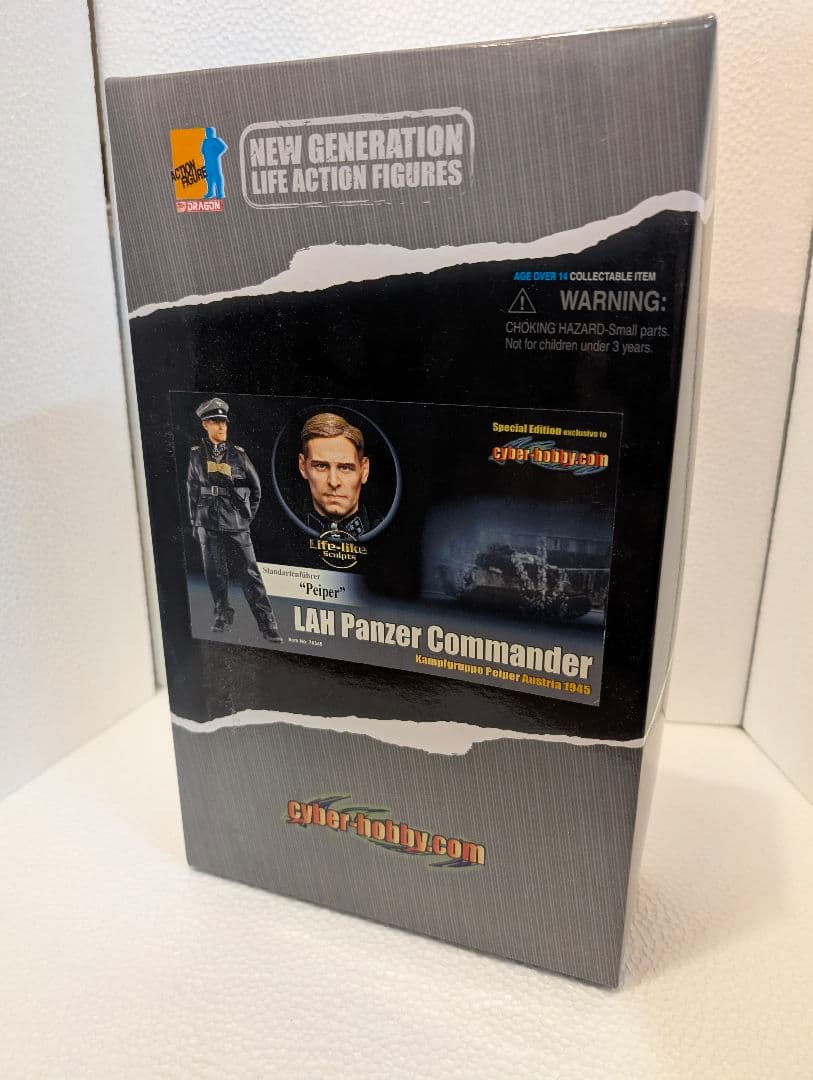 ACTION FIGURE
DRAGON
NEW GENERATION
LIFE ACTION FIGURES
AGE OVER 14 COLLECTABLE ITEM
WARNING:
CHOKING HAZARD-Small parts.
Not for children under 3 years.
Special Edition exclusive to
cyber-hobby.com
Life-like
Sculpts
Standartenführer
"Peiper"
LAH Panzer Commander
Kampfgruppe Peiper Austria 1945
cyber-hobby.com